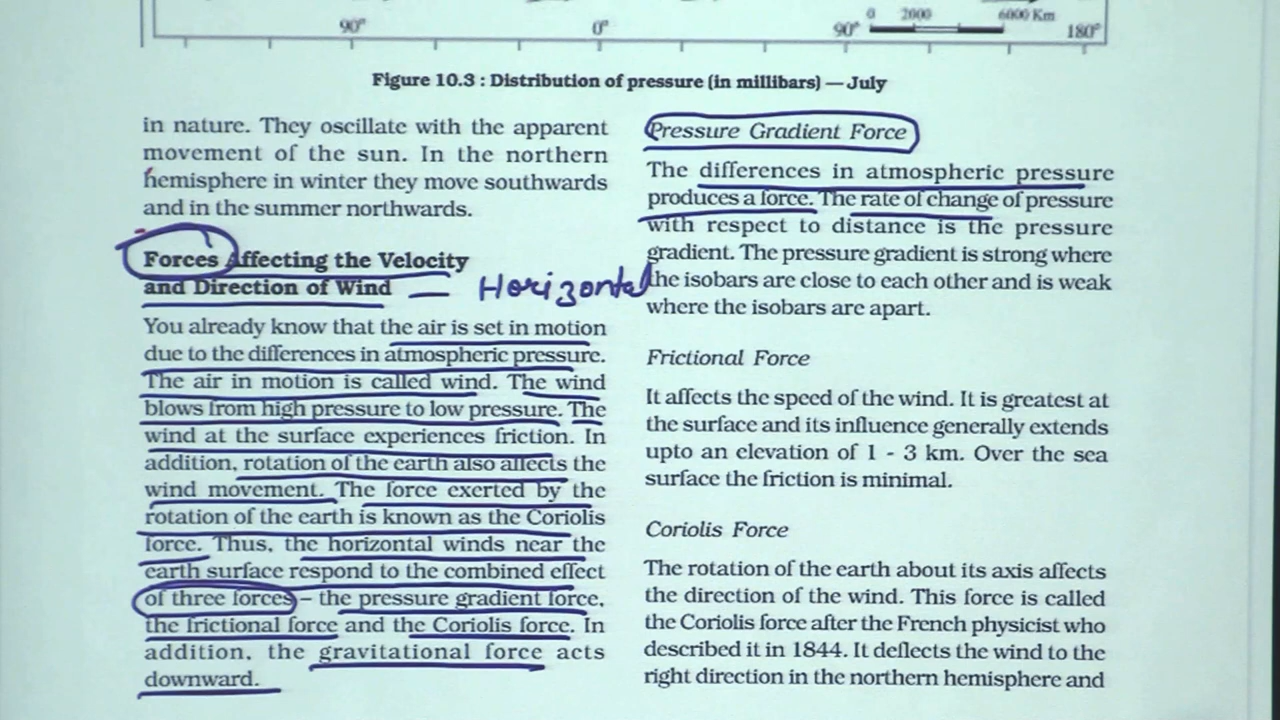 90° 0° 90° 0 2000 6000 Km 180°
Figure 10.3 : Distribution of pressure (in millibars) — July
in nature. They oscillate with the apparent
movement of the sun. In the northern
hemisphere in winter they move southwards
and in the summer northwards.
Forces Affecting the Velocity
and Direction of Wind — Horizontal
You already know that the air is set in motion
due to the differences in atmospheric pressure.
The air in motion is called wind. The wind
blows from high pressure to low pressure. The
wind at the surface experiences friction. In
addition, rotation of the earth also affects the
wind movement. The force exerted by the
rotation of the earth is known as the Coriolis
force. Thus, the horizontal winds near the
earth surface respond to the combined effect
of three forces – the pressure gradient force,
the frictional force and the Coriolis force. In
addition, the gravitational force acts
downward.
Pressure Gradient Force
The differences in atmospheric pressure
produces a force. The rate of change of pressure
with respect to distance is the pressure
gradient. The pressure gradient is strong where
the isobars are close to each other and is weak
where the isobars are apart.
Frictional Force
It affects the speed of the wind. It is greatest at
the surface and its influence generally extends
upto an elevation of 1 - 3 km. Over the sea
surface the friction is minimal.
Coriolis Force
The rotation of the earth about its axis affects
the direction of the wind. This force is called
the Coriolis force after the French physicist who
described it in 1844. It deflects the wind to the
right direction in the northern hemisphere and